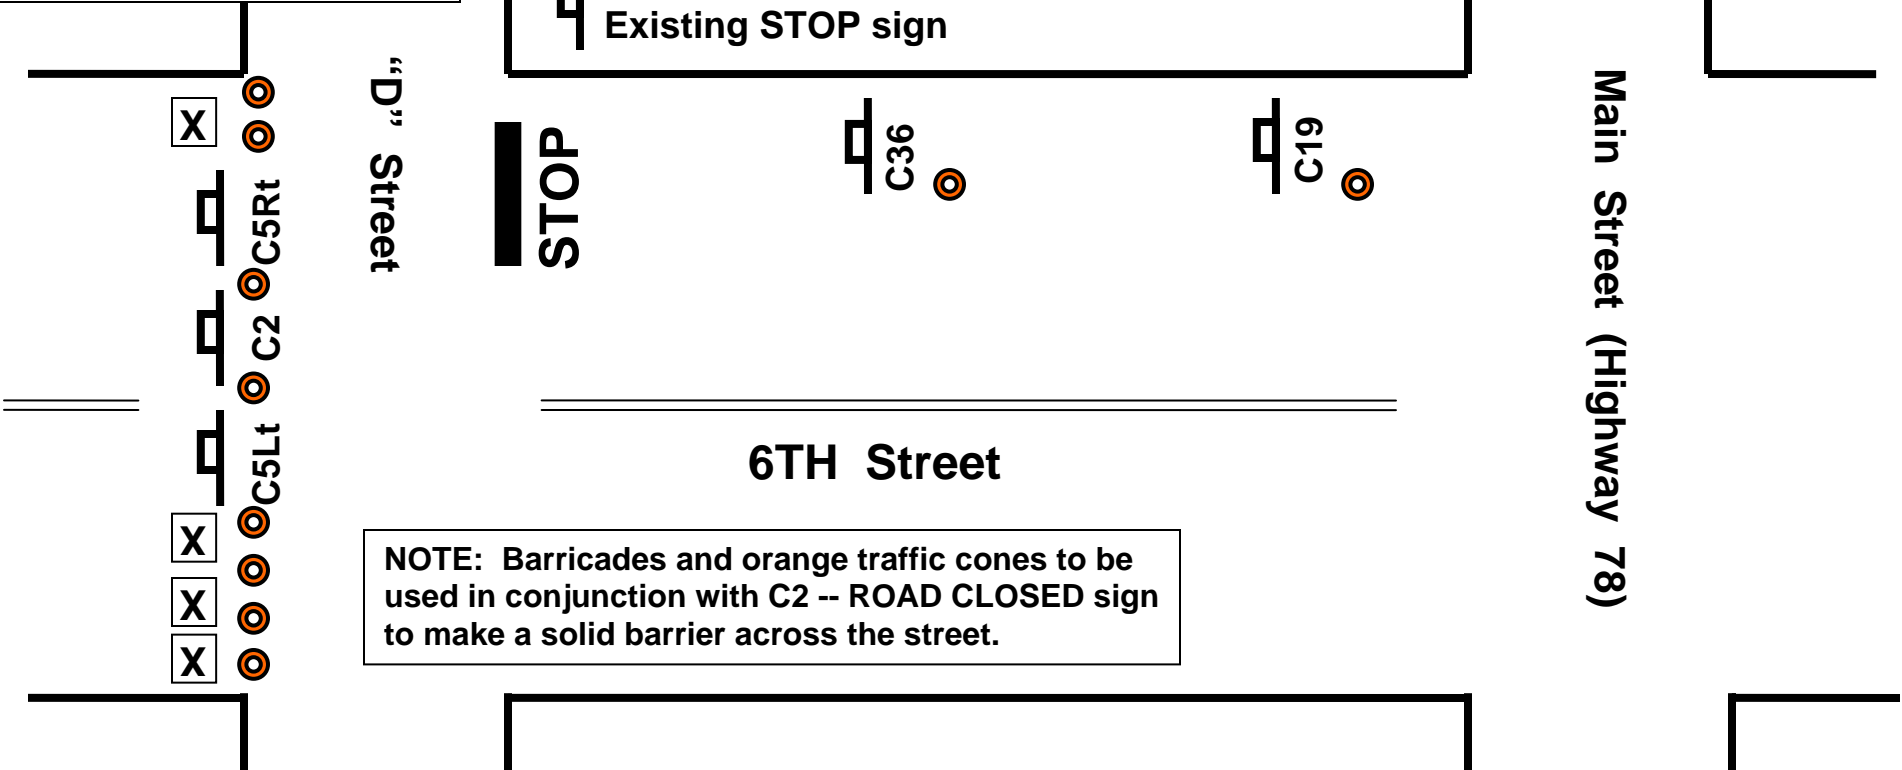 Existing STOP sign
X
"D" Street
STOP
C36
C19
Main Street (Highway 78)
C5Rt
C2
C5Lt
6TH Street
X
X
X
NOTE: Barricades and orange traffic cones to be
used in conjunction with C2 -- ROAD CLOSED sign
to make a solid barrier across the street.